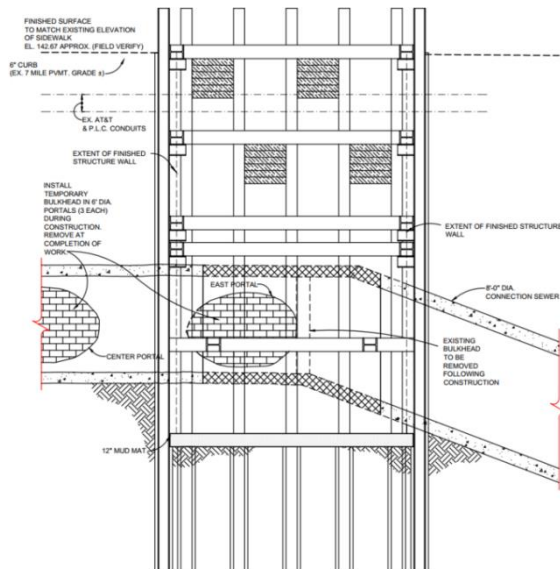 FINISHED SURFACE
TO MATCH EXISTING ELEVATION
OF SIDEWALK
EL. 142.67 APPROX. (FIELD VERIFY)
6" CURB
(EX. 7 MILE PVMT. GRADE ±)
EX. AT&T
& P.L.C. CONDUITS
EXTENT OF FINISHED
STRUCTURE WALL
INSTALL
TEMPORARY
BULKHEAD IN 6' DIA.
PORTALS (3 EACH)
DURING
CONSTRUCTION.
REMOVE AT
COMPLETION OF
WORK
EXTENT OF FINISHED STRUCTURE
WALL
EAST PORTAL
8'-0" DIA.
CONNECTION SEWER
CENTER PORTAL
EXISTING
BULKHEAD
TO BE
REMOVED
FOLLOWING
CONSTRUCTION
12" MUD MAT